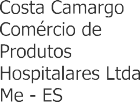 Costa Camargo
Comércio de
Produtos
Hospitalares Ltda
Me - ES